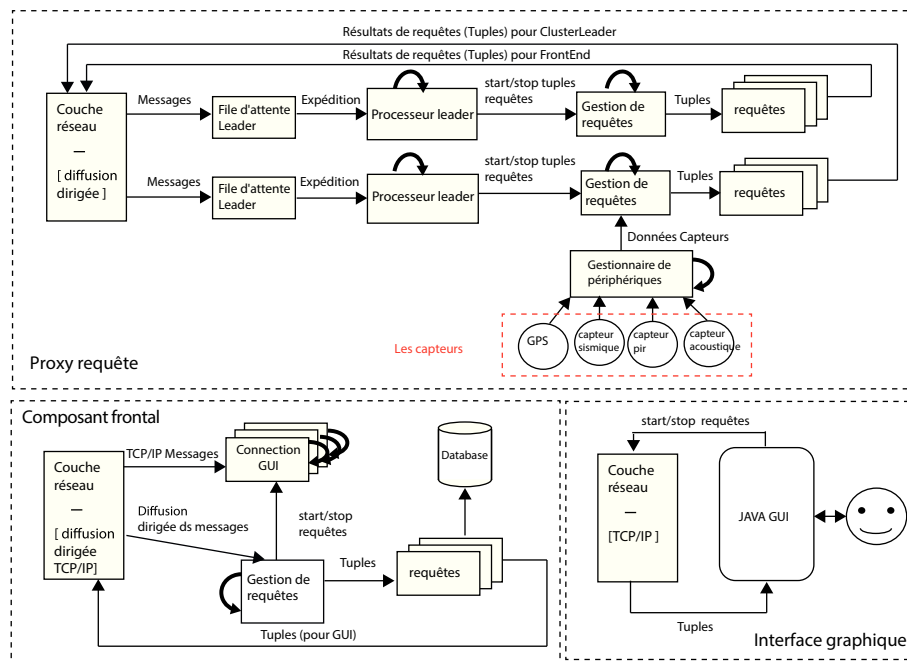 Résultats de requêtes (Tuples) pour ClusterLeader
Résultats de requêtes (Tuples) pour FrontEnd
Couche
réseau
—
[ diffusion
dirigée ]
Messages
File d'attente
Leader
Expédition
Processeur leader
start/stop tuples
requêtes
Gestion de
requêtes
Tuples
requêtes
Messages
File d'attente
Leader
Expédition
Processeur leader
start/stop tuples
requêtes
Gestion de
requêtes
Tuples
requêtes
Données Capteurs
Gestionnaire de
périphériques
GPS
capteur
sismique
capteur
pir
capteur
acoustique
Les capteurs
Proxy requête
Composant frontal
Couche
réseau
—
[ diffusion
dirigée
TCP/IP]
TCP/IP Messages
Connection
GUI
Database
Diffusion
dirigée ds messages
start/stop
requêtes
Gestion de
requêtes
Tuples
requêtes
Tuples (pour GUI)
start/stop requêtes
Couche
réseau
—
[TCP/IP ]
JAVA GUI
Tuples
Interface graphique